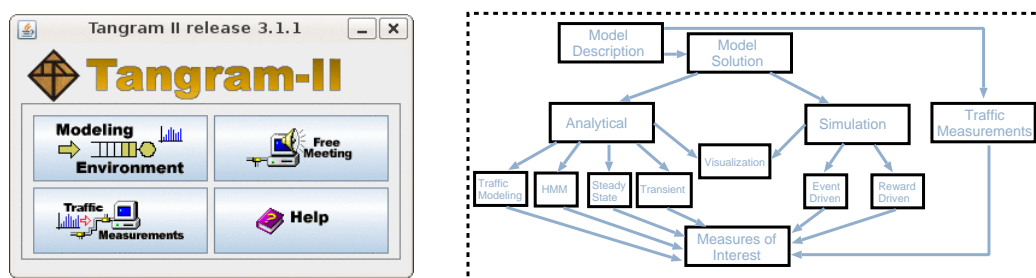 Tangram II release 3.1.1
Tangram-II
Modeling
Environment
Free
Meeting
Traffic
Measurements
Help
Model
Description
Model
Solution
Analytical
Simulation
Traffic
Measurements
Visualization
Traffic
Modeling
HMM
Steady
State
Transient
Event
Driven
Reward
Driven
Measures of
Interest